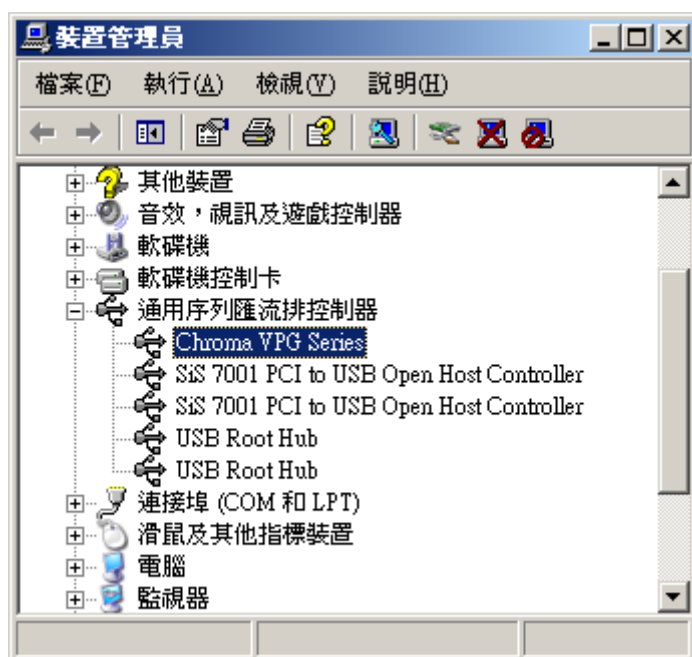 裝置管理員
檔案(F) 執行(A) 檢視(V) 說明(H)
其他裝置
音效，視訊及遊戲控制器
軟碟機
軟碟機控制卡
通用序列匯流排控制器
Chroma VPG Series
SiS 7001 PCI to USB Open Host Controller
SiS 7001 PCI to USB Open Host Controller
USB Root Hub
USB Root Hub
連接埠 (COM 和 LPT)
滑鼠及其他指標裝置
電腦
監視器